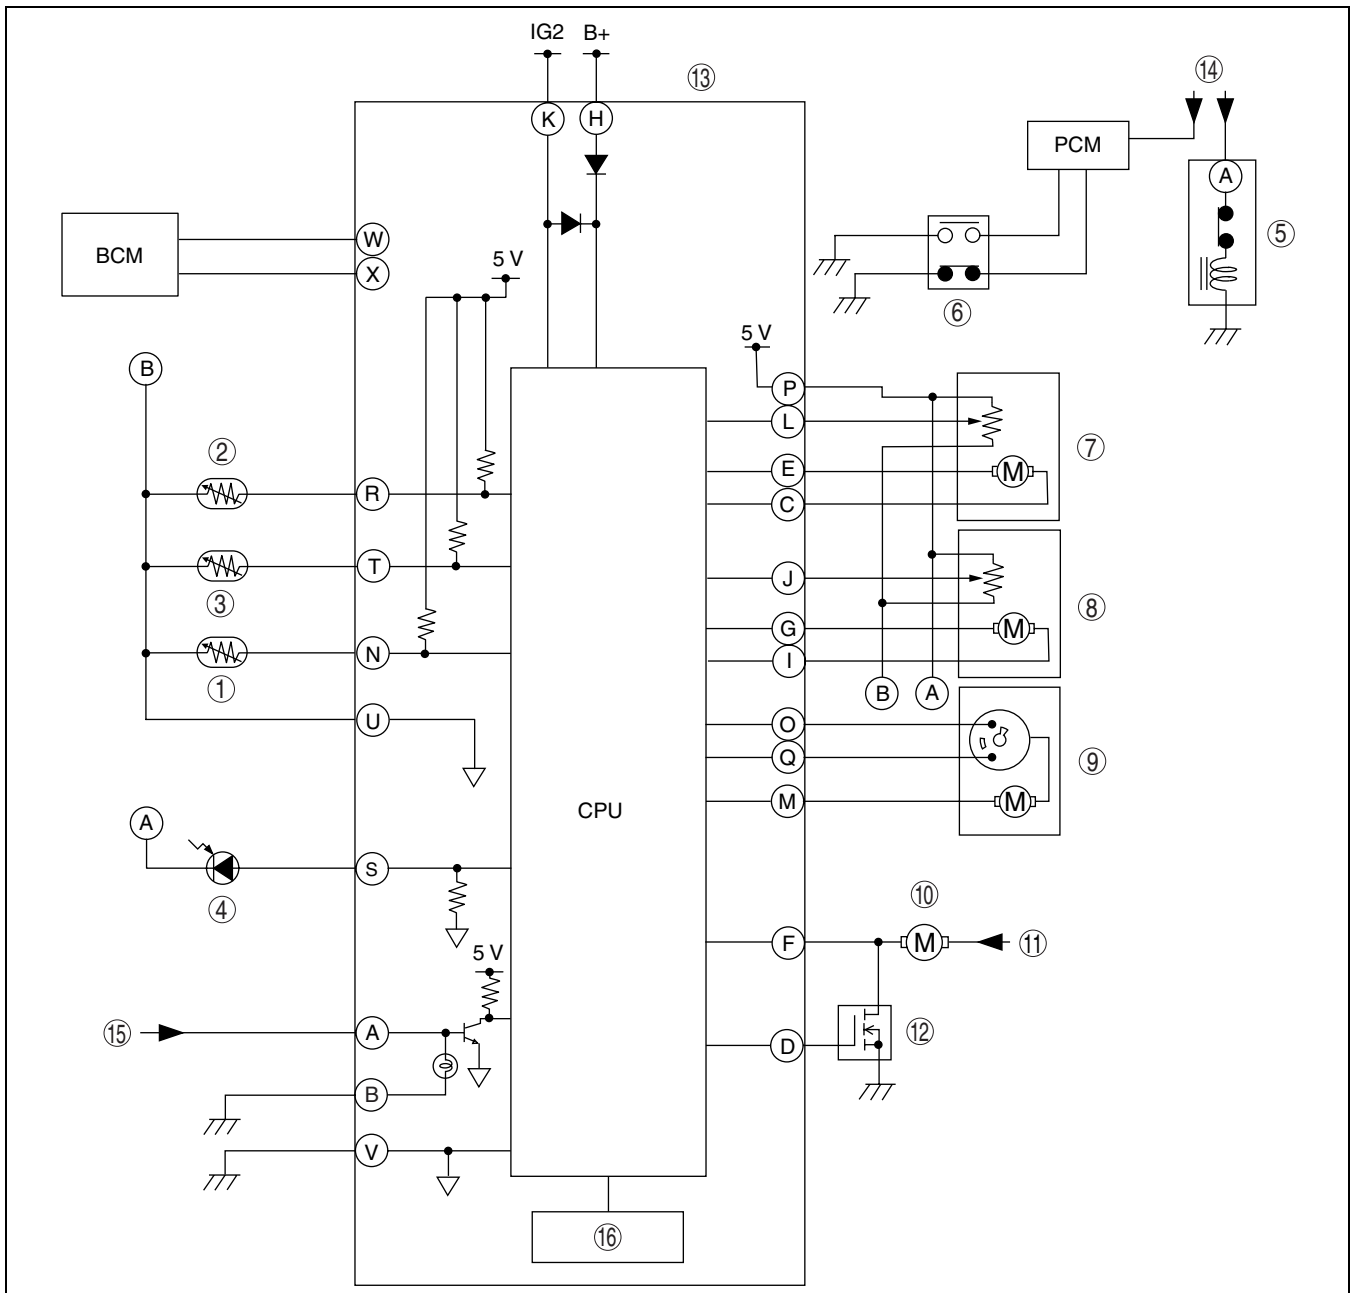 IG2 B+
⑬
⑭
K H
PCM
A
⑤
BCM
W
X
5 V
⑥
5 V
B
P
L
②
⑦
E
R
C
T
J
③
⑧
G
N
I
①
B A
U
O
Q
⑨
M
M
M
M
CPU
A
S
④
⑩
F
M
⑪
5 V
⑮
A
⑫
D
B
V
⑯